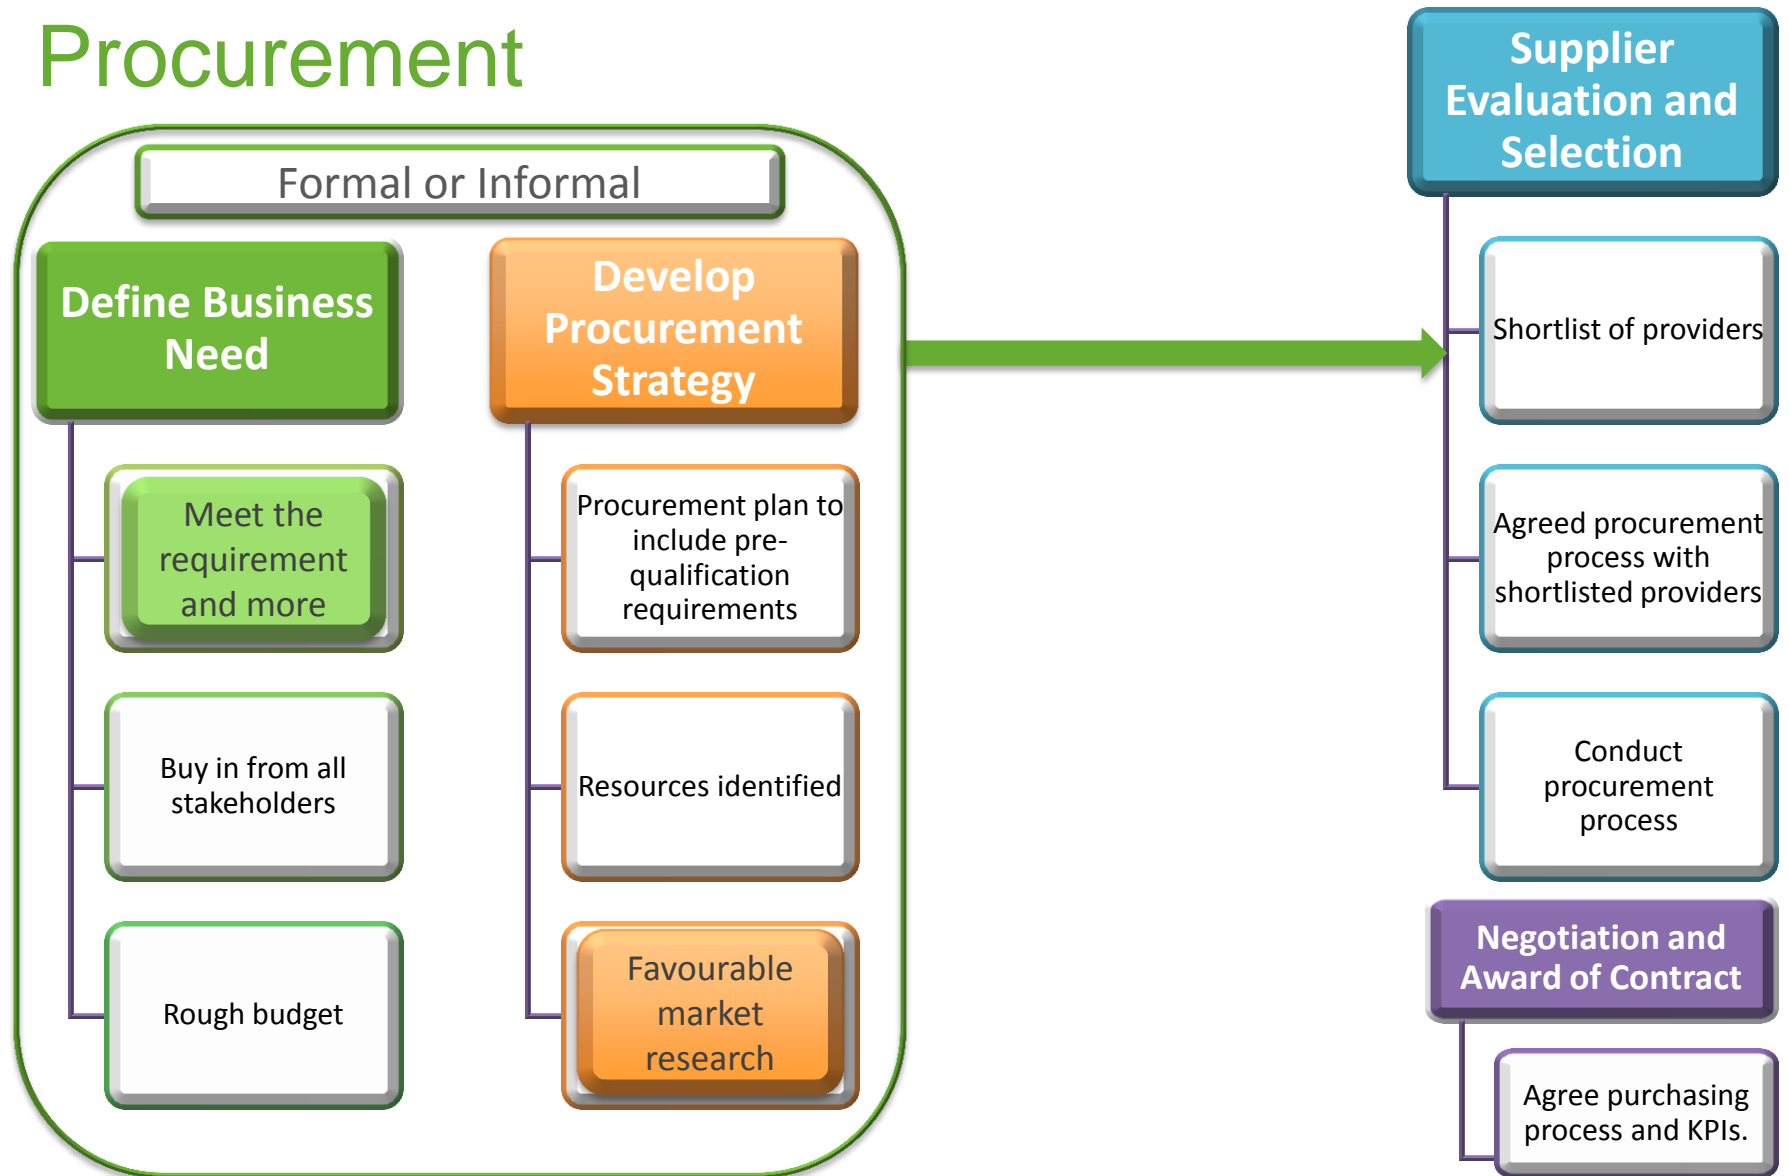 Procurement
Formal or Informal
Define Business
Need
Meet the
requirement
and more
Buy in from all
stakeholders
Rough budget
Develop
Procurement
Strategy
Procurement plan to
include pre-
qualification
requirements
Resources identified
Favourable
market
research
Supplier
Evaluation and
Selection
Shortlist of providers
Agreed procurement
process with
shortlisted providers
Conduct
procurement
process
Negotiation and
Award of Contract
Agree purchasing
process and KPIs.